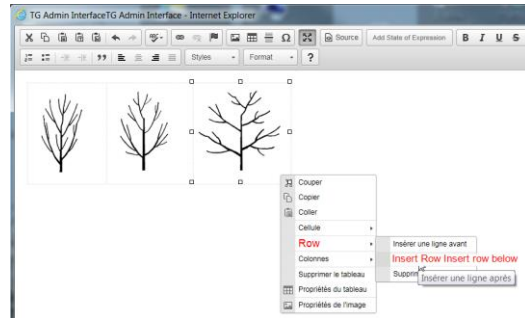 TG Admin InterfaceTG Admin Interface - Internet Explorer
Source Add State of Expression B I U S
Styles Format ?
Couper
Copier
Coller
Cellule
Row
Insérer une ligne avant
Colonnes
Insert Row Insert row below
Supprimer le tableau
Supprim
Insérer une ligne après
Propriétés du tableau
Propriétés de l'image